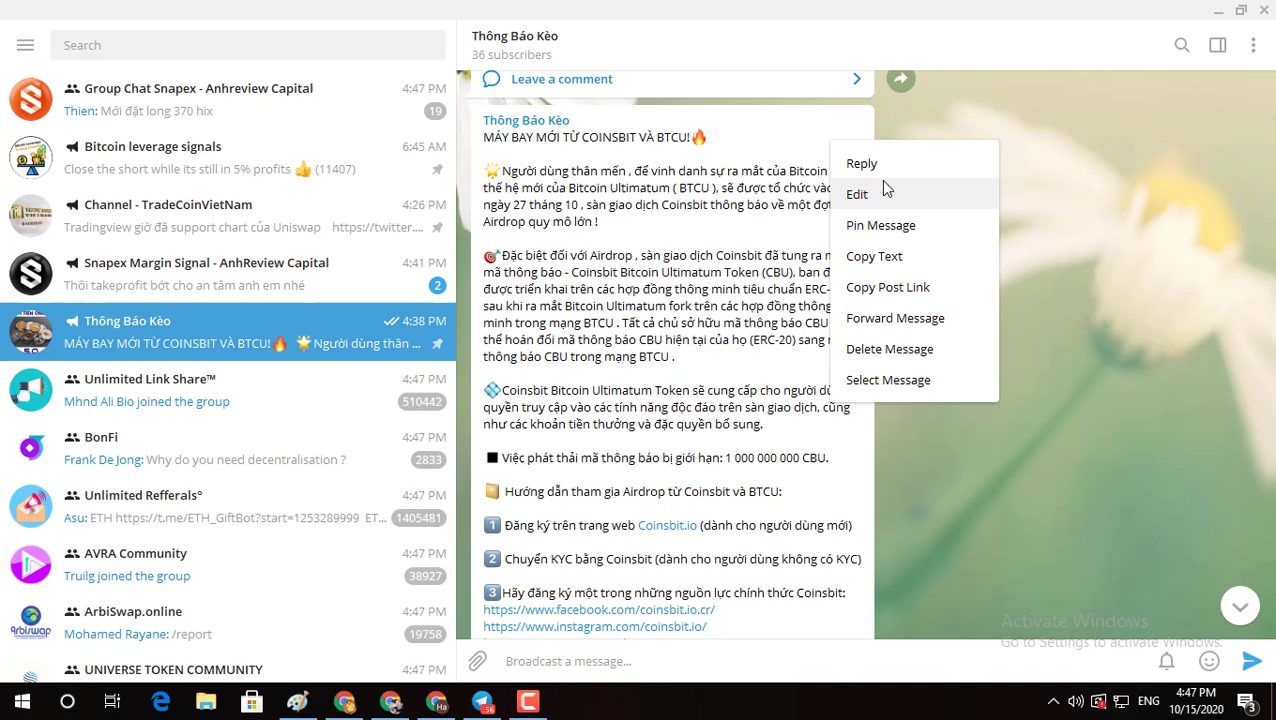 Search
Group Chat Snapex - Anhreview Capital 4:47 PM
Thien: Mới đặt long 370 hix 19
Bitcoin leverage signals 6:45 AM
Close the short while its still in 5% profits 👍 (11407)
Channel - TradeCoinVietNam 4:26 PM
Tradingview giờ đã support chart của Uniswap https://twitter....
Snapex Margin Signal - AnhReview Capital 4:41 PM
Thôi takeprofit bớt cho an tâm anh em nhé 2
Thông Báo Kèo 4:38 PM
MÁY BAY MỚI TỪ COINSBIT VÀ BTCU!🔥 🌟Người dùng thân ...
Unlimited Link Share™ 4:47 PM
Mhnd Ali Bio joined the group 510442
BonFi 4:47 PM
Frank De Jong: Why do you need decentralisation ? 2833
Unlimited Refferals° 4:47 PM
Asu: ETH https://t.me/ETH_GiftBot?start=1253289999 ET... 1405481
AVRA Community 4:47 PM
Truilg joined the group 38927
ArbiSwap.online 4:47 PM
Mohamed Rayane: /report 19758
UNIVERSE TOKEN COMMUNITY 4:47 PM
Thông Báo Kèo
36 subscribers
Leave a comment
Thông Báo Kèo
MÁY BAY MỚI TỪ COINSBIT VÀ BTCU!🔥
🌟Người dùng thân mến , để vinh danh sự ra mắt của Bitcoin
thế hệ mới của Bitcoin Ultimatum ( BTCU ), sẽ được tổ chức và
ngày 27 tháng 10 , sàn giao dịch Coinsbit thông báo về một đợ
Airdrop quy mô lớn !
🎯Đặc biệt đối với Airdrop , sàn giao dịch Coinsbit đã tung ra m
mã thông báo - Coinsbit Bitcoin Ultimatum Token (CBU), ban đ
được triển khai trên các hợp đồng thông minh tiêu chuẩn ERC-
sau khi ra mắt Bitcoin Ultimatum fork trên các hợp đồng thông
minh trong mạng BTCU . Tất cả chủ sở hữu mã thông báo CBU
thể hoán đổi mã thông báo CBU hiện tại của họ (ERC-20) sang
thông báo CBU trong mạng BTCU .
💠Coinsbit Bitcoin Ultimatum Token sẽ cung cấp cho người dù
quyền truy cập vào các tính năng độc đáo trên sàn giao dịch, cũng
như các khoản tiền thưởng và đặc quyền bổ sung.
⬛ Việc phát thải mã thông báo bị giới hạn: 1 000 000 000 CBU.
📒 Hướng dẫn tham gia Airdrop từ Coinsbit và BTCU:
1️⃣ Đăng ký trên trang web Coinsbit.io (dành cho người dùng mới)
2️⃣ Chuyển KYC bằng Coinsbit (dành cho người dùng không có KYC)
3️⃣Hãy đăng ký một trong những nguồn lực chính thức Coinsbit:
https://www.facebook.com/coinsbit.io.cr/
https://www.instagram.com/coinsbit.io/
Reply
Edit
Pin Message
Copy Text
Copy Post Link
Forward Message
Delete Message
Select Message
Activate Windows
Go to Settings to activate Windows.
Broadcast a message...
56
Ha
ENG
4:47 PM
10/15/2020
3